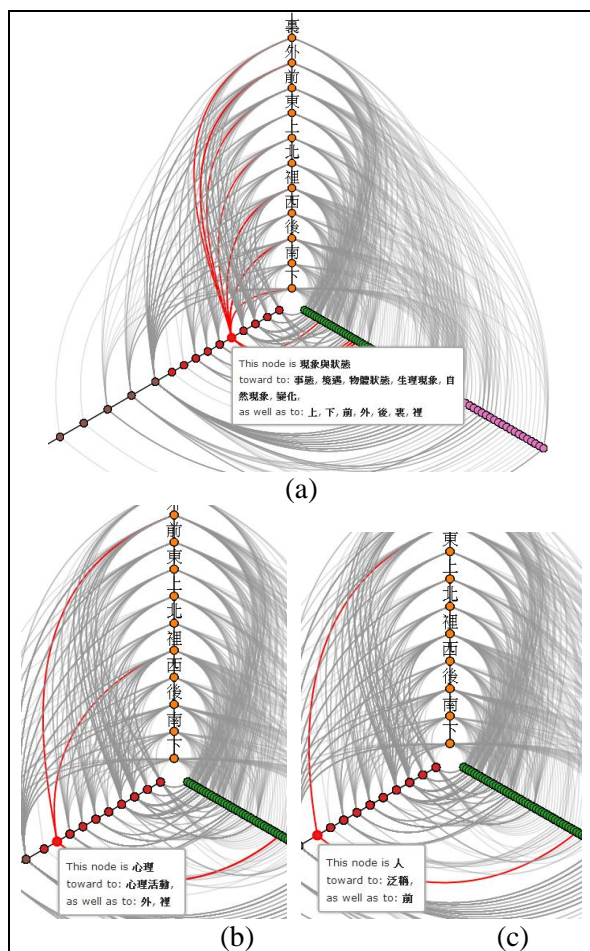 裏
外
前
東
上
北
裡
西
後
南
下
This node is 現象與狀態
toward to: 事態, 境遇, 物體狀態, 生理現象, 自
然現象, 變化,
as well as to: 上, 下, 前, 外, 後, 裏, 裡
(a)
前
東
上
北
裡
西
後
南
下
This node is 心理
toward to: 心理活動,
as well as to: 外, 裡
(b)
東
上
北
裡
西
後
南
下
This node is 人
toward to: 泛稱,
as well as to: 前
(c)